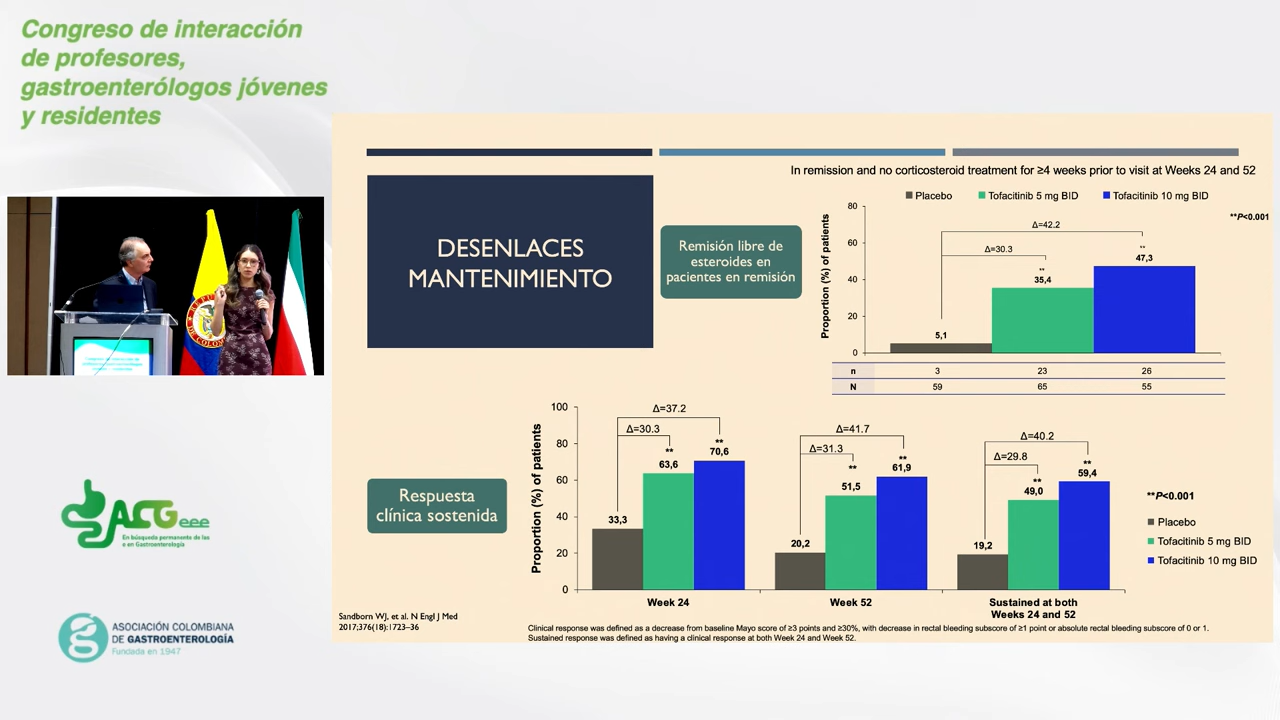 Congreso de interacción
de profesores,
gastroenterólogos jóvenes
y residentes
DESENLACES
MANTENIMIENTO
Remisión libre de
esteroides en
pacientes en remisión
In remission and no corticosteroid treatment for ≥4 weeks prior to visit at Weeks 24 and 52
Placebo
Tofacitinib 5 mg BID
Tofacitinib 10 mg BID
**P<0.001
Proportion (%) of patients
80
60
40
20
0
Δ=42.2
Δ=30.3
5,1
**
35,4
**
47,3
n 3 23 26
N 59 65 55
Respuesta
clínica sostenida
Proportion (%) of patients
100
80
60
40
20
0
Δ=37.2
Δ=30.3
33,3
**
63,6
**
70,6
Week 24
Δ=41.7
Δ=31.3
20,2
**
51,5
**
61,9
Week 52
Δ=40.2
Δ=29.8
19,2
**
49,0
**
59,4
Sustained at both
Weeks 24 and 52
**P<0.001
Placebo
Tofacitinib 5 mg BID
Tofacitinib 10 mg BID
Sandborn WJ, et al. N Engl J Med
2017;376(18):1723–36
Clinical response was defined as a decrease from baseline Mayo score of ≥3 points and ≥30%, with decrease in rectal bleeding subscore of ≥1 point or absolute rectal bleeding subscore of 0 or 1.
Sustained response was defined as having a clinical response at both Week 24 and Week 52.
ACGeee
En búsqueda permanente de las
e en Gastroenterología
ASOCIACIÓN COLOMBIANA
DE GASTROENTEROLOGÍA
Fundada en 1947